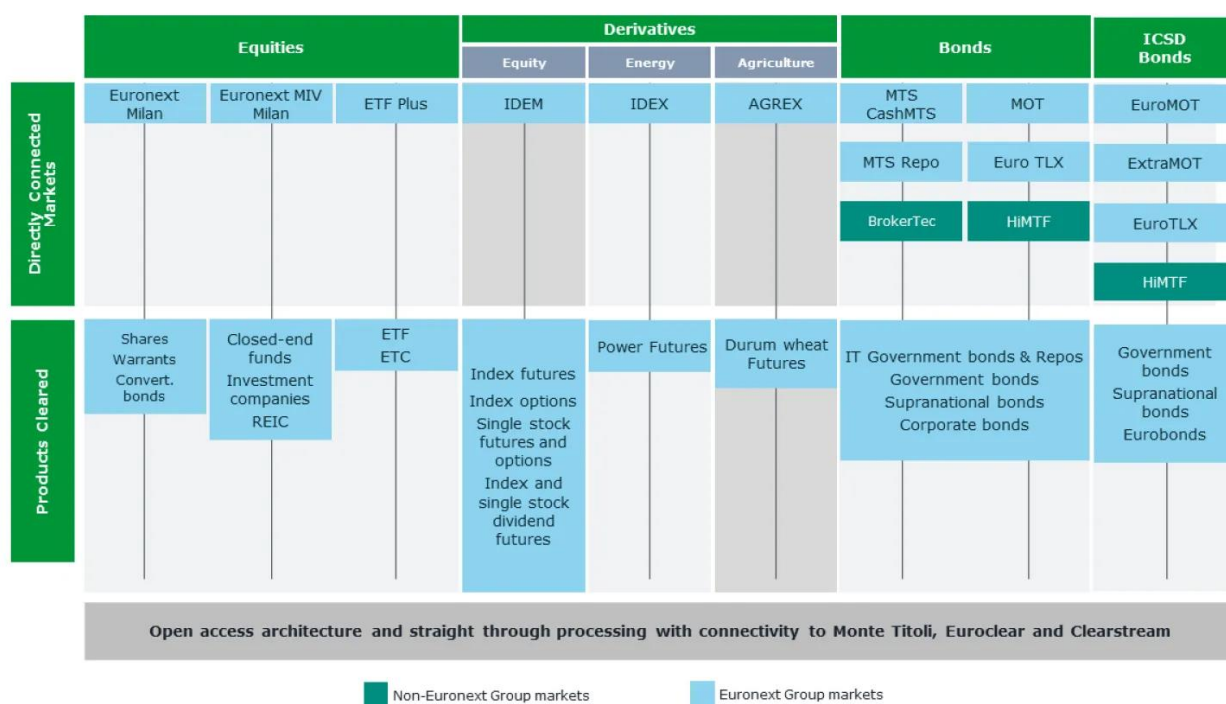 Equities
Derivatives
Bonds
ICSD
Bonds
Equity
Energy
Agriculture
Directly Connected
Markets
Euronext
Milan
Euronext MIV
Milan
ETF Plus
IDEM
IDEX
AGREX
MTS
CashMTS
MOT
EuroMOT
MTS Repo
Euro TLX
ExtraMOT
BrokerTec
HiMTF
EuroTLX
HiMTF
Products Cleared
Shares
Warrants
Convert.
bonds
Closed-end
funds
Investment
companies
REIC
ETF
ETC
Index futures
Index options
Single stock
futures and
options
Index and
single stock
dividend
futures
Power Futures
Durum wheat
Futures
IT Government bonds & Repos
Government bonds
Supranational bonds
Corporate bonds
Government
bonds
Supranational
bonds
Eurobonds
Open access architecture and straight through processing with connectivity to Monte Titoli, Euroclear and Clearstream
Non-Euronext Group markets
Euronext Group markets